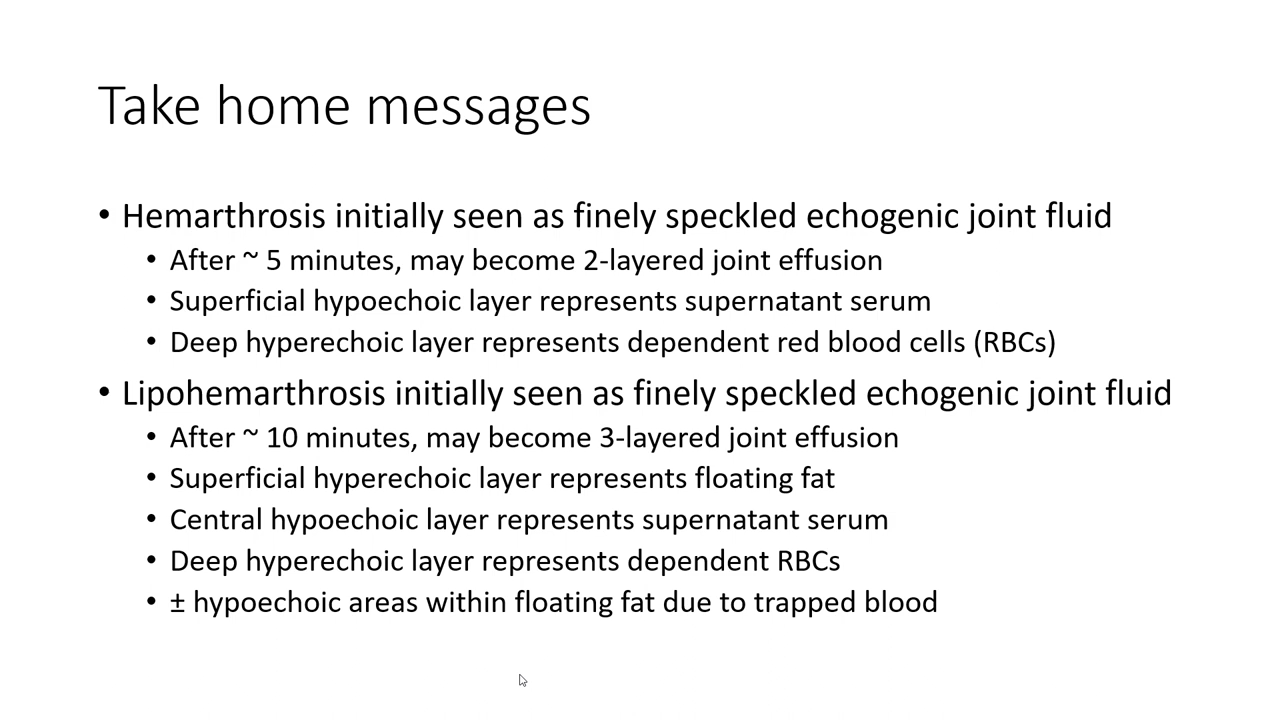 Take home messages
• Hemarthrosis initially seen as finely speckled echogenic joint fluid
• After ~ 5 minutes, may become 2-layered joint effusion
• Superficial hypoechoic layer represents supernatant serum
• Deep hyperechoic layer represents dependent red blood cells (RBCs)
• Lipohemarthrosis initially seen as finely speckled echogenic joint fluid
• After ~ 10 minutes, may become 3-layered joint effusion
• Superficial hyperechoic layer represents floating fat
• Central hypoechoic layer represents supernatant serum
• Deep hyperechoic layer represents dependent RBCs
• ± hypoechoic areas within floating fat due to trapped blood